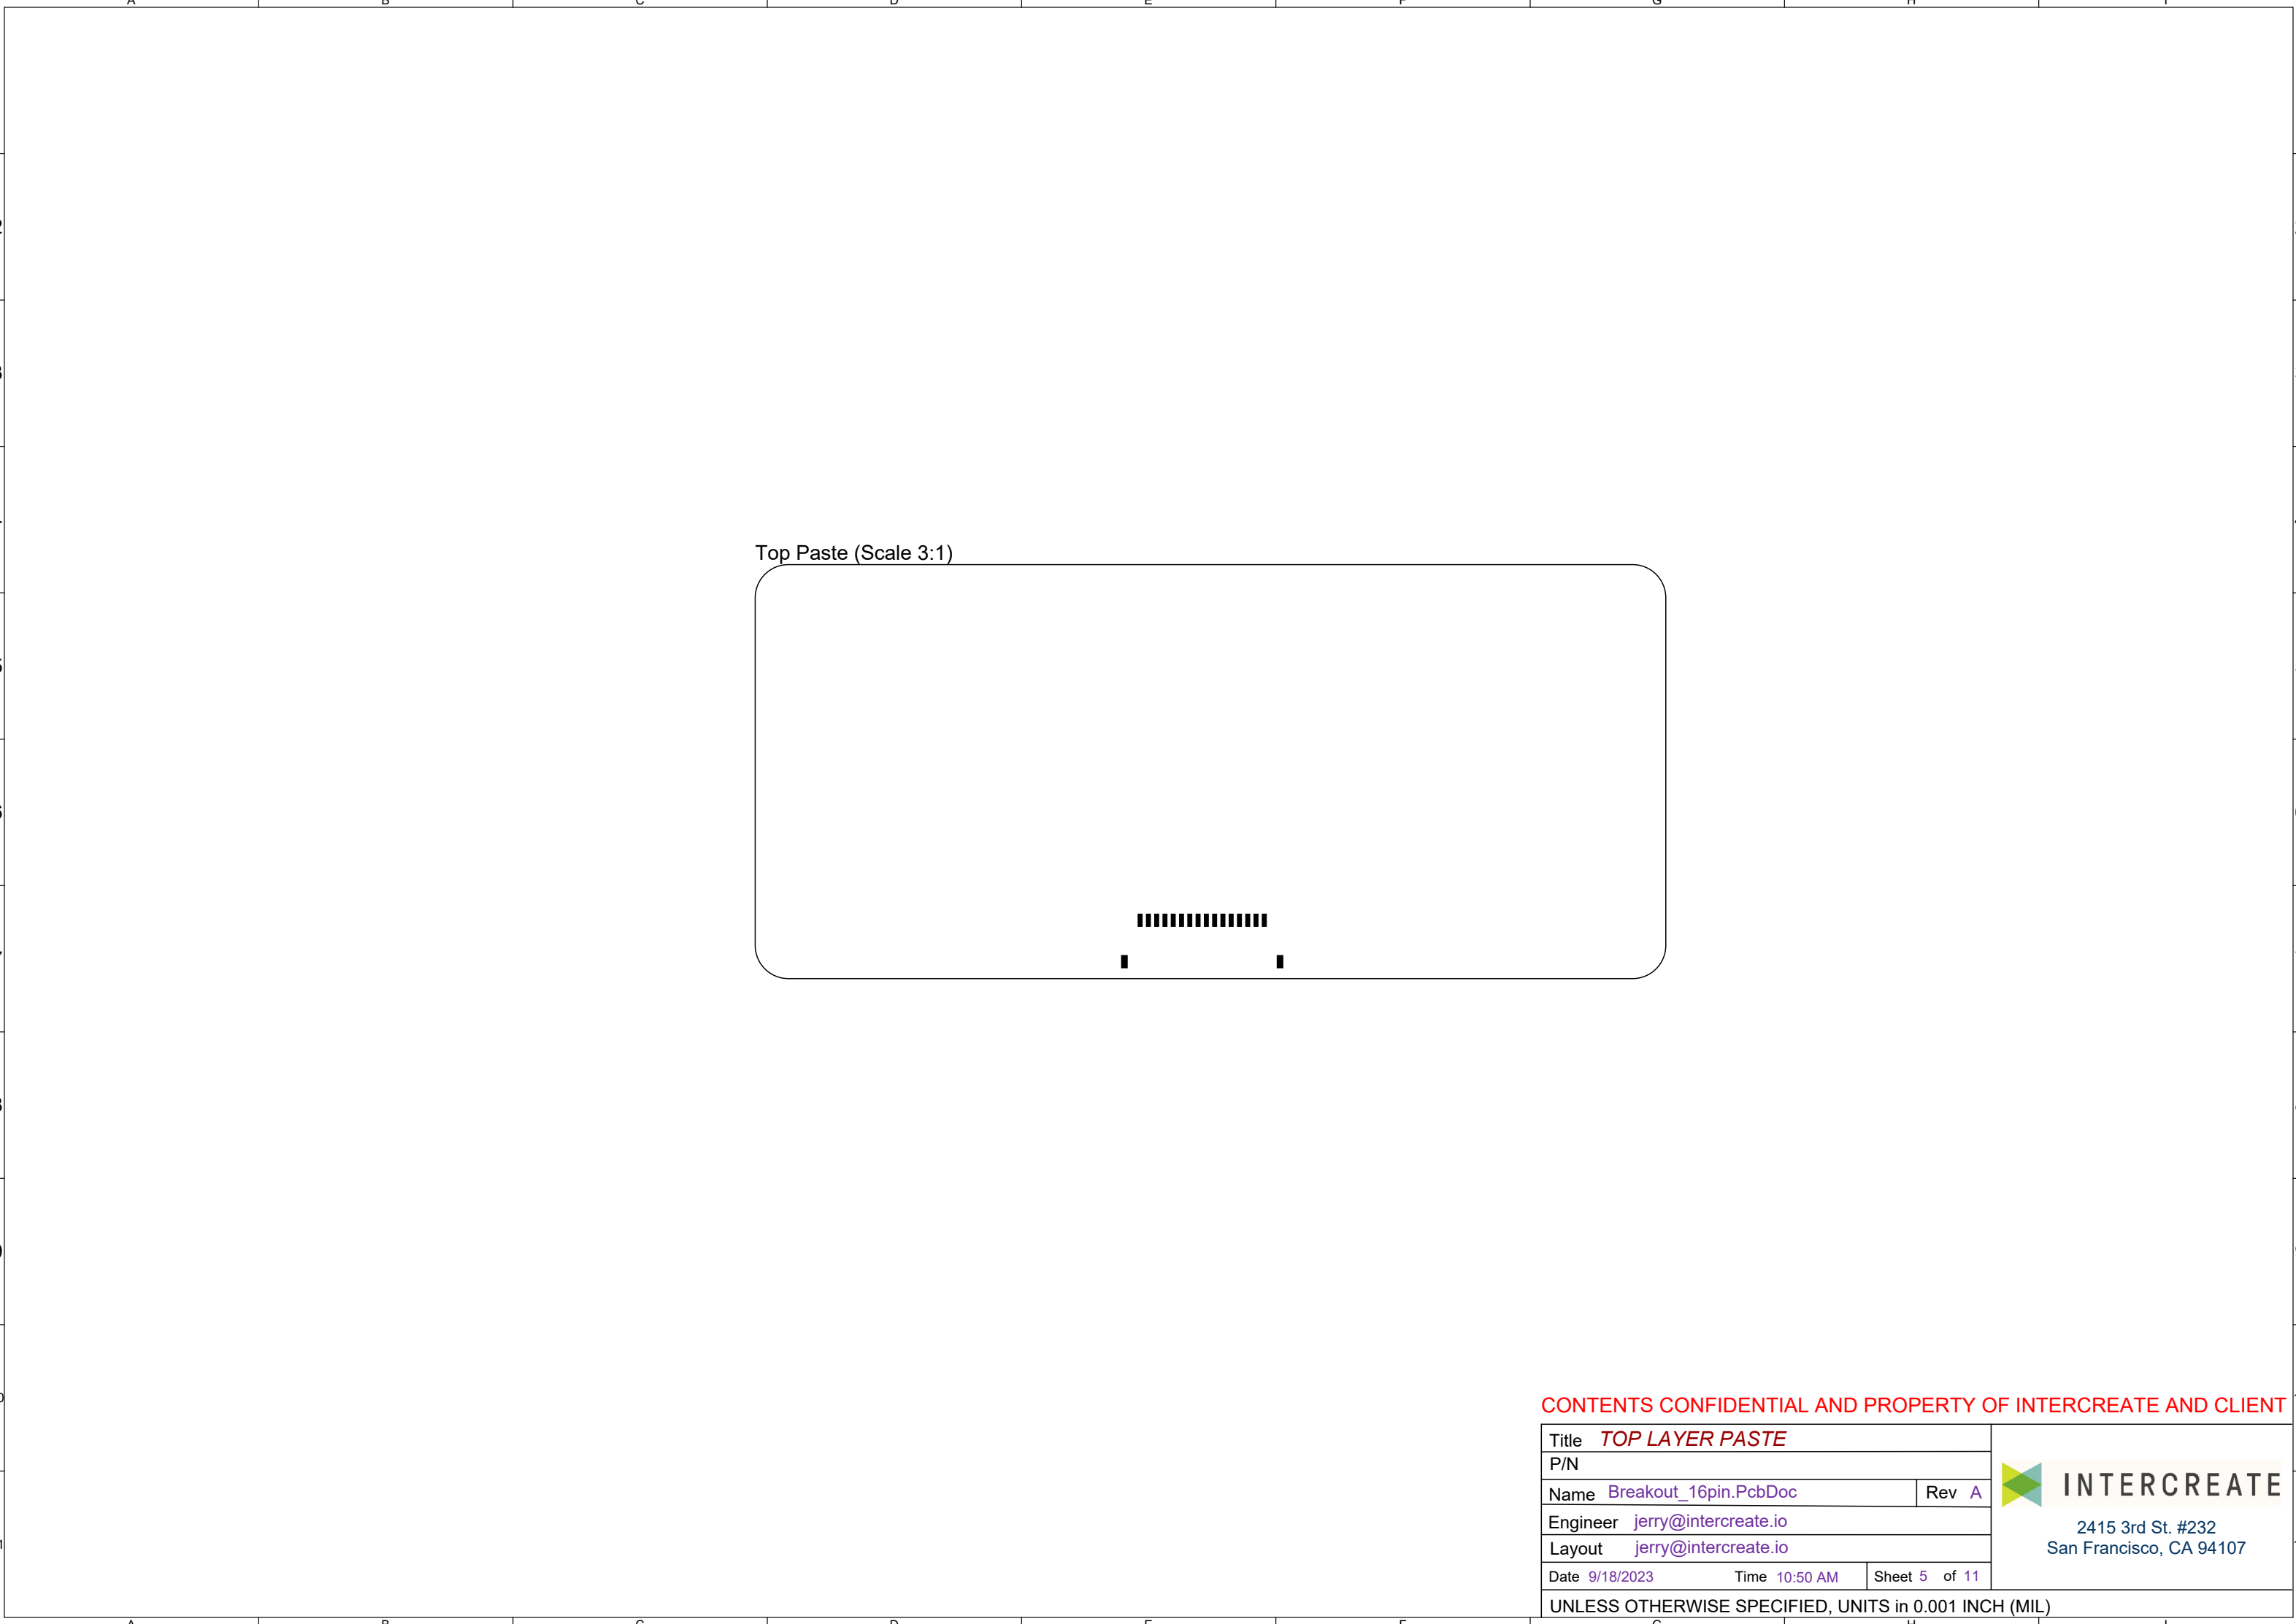 A B C D E F G H I
Top Paste (Scale 3:1)
CONTENTS CONFIDENTIAL AND PROPERTY OF INTERCREATE AND CLIENT
Title TOP LAYER PASTE
P/N
Name Breakout_16pin.PcbDoc Rev A
Engineer jerry@intercreate.io
Layout jerry@intercreate.io
Date 9/18/2023 Time 10:50 AM Sheet 5 of 11
UNLESS OTHERWISE SPECIFIED, UNITS in 0.001 INCH (MIL)
INTERCREATE
2415 3rd St. #232
San Francisco, CA 94107